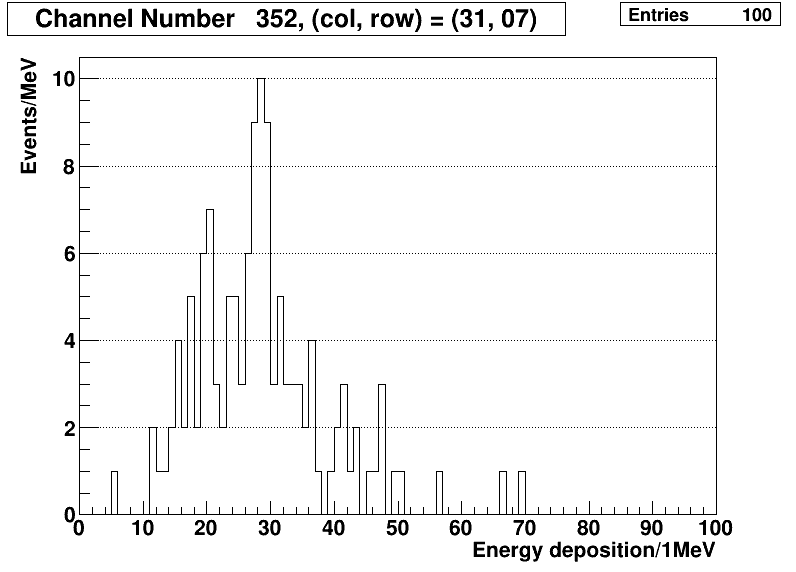 Channel Number 352, (col, row) = (31, 07)
Entries 100
Events/MeV
10
8
6
4
2
0
0 10 20 30 40 50 60 70 80 90 100
Energy deposition/1MeV